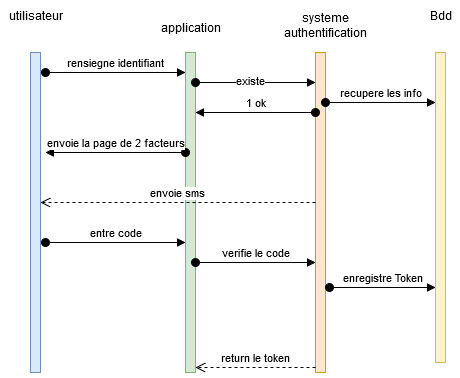 utilisateur
application
systeme
authentification
Bdd
rensiegne identifiant
existe
recupere les info
1 ok
envoie la page de 2 facteurs
envoie sms
entre code
verifie le code
enregistre Token
return le token